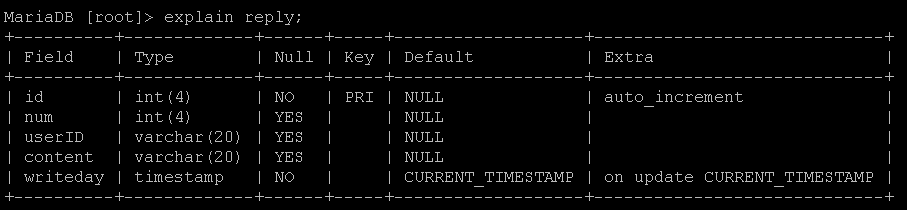 MariaDB [root]> explain reply;
+----------+-------------+------+-----+-------------------+-----------------------------+
| Field    | Type        | Null | Key | Default           | Extra                       |
+----------+-------------+------+-----+-------------------+-----------------------------+
| id       | int(4)      | NO   | PRI | NULL              | auto_increment              |
| num      | int(4)      | YES  |     | NULL              |                             |
| userID   | varchar(20) | YES  |     | NULL              |                             |
| content  | varchar(20) | YES  |     | NULL              |                             |
| writeday | timestamp   | NO   |     | CURRENT_TIMESTAMP | on update CURRENT_TIMESTAMP |
+----------+-------------+------+-----+-------------------+-----------------------------+